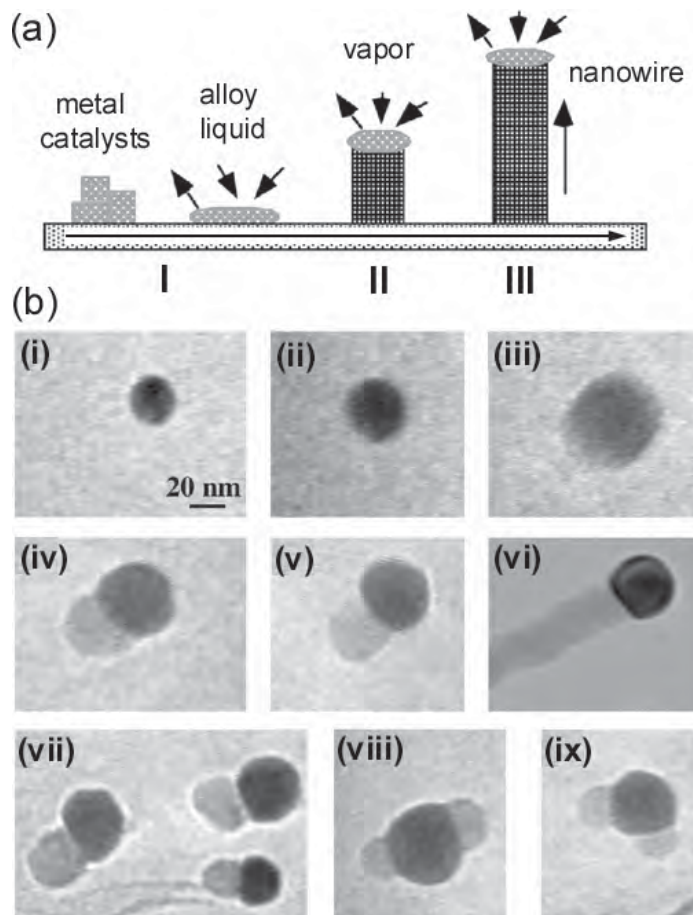 (a)
metal
catalysts
alloy
liquid
vapor
nanowire
I
II
III
(b)
(i)
(ii)
(iii)
20 nm
(iv)
(v)
(vi)
(vii)
(viii)
(ix)